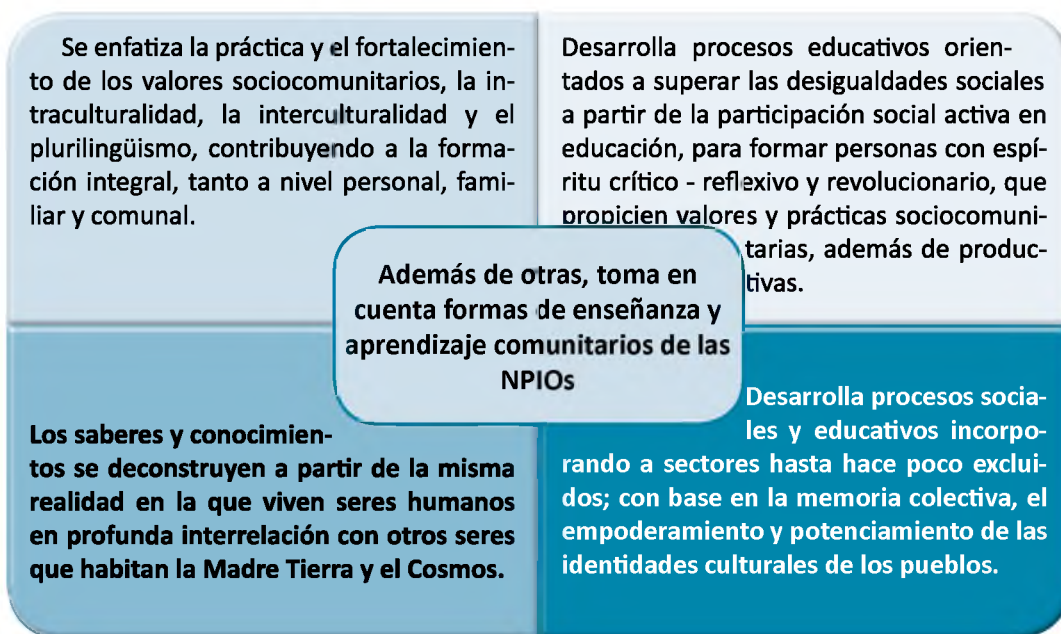 Se enfatiza la práctica y el fortalecimien-
to de los valores sociocomunitarios, la in-
traculturalidad, la interculturalidad y el
plurilingüismo, contribuyendo a la forma-
ción integral, tanto a nivel personal, fami-
liar y comunal.
Desarrolla procesos educativos orien-
tados a superar las desigualdades sociales
a partir de la participación social activa en
educación, para formar personas con espí-
ritu crítico - reflexivo y revolucionario, que
propicien valores y prácticas sociocomuni-
tarias, además de produc-
tivas.
Además de otras, toma en
cuenta formas de enseñanza y
aprendizaje comunitarios de las
NPIOs
Los saberes y conocimien-
tos se deconstruyen a partir de la misma
realidad en la que viven seres humanos
en profunda interrelación con otros seres
que habitan la Madre Tierra y el Cosmos.
Desarrolla procesos socia-
les y educativos incorpo-
rando a sectores hasta hace poco exclui-
dos; con base en la memoria colectiva, el
empoderamiento y potenciamiento de las
identidades culturales de los pueblos.